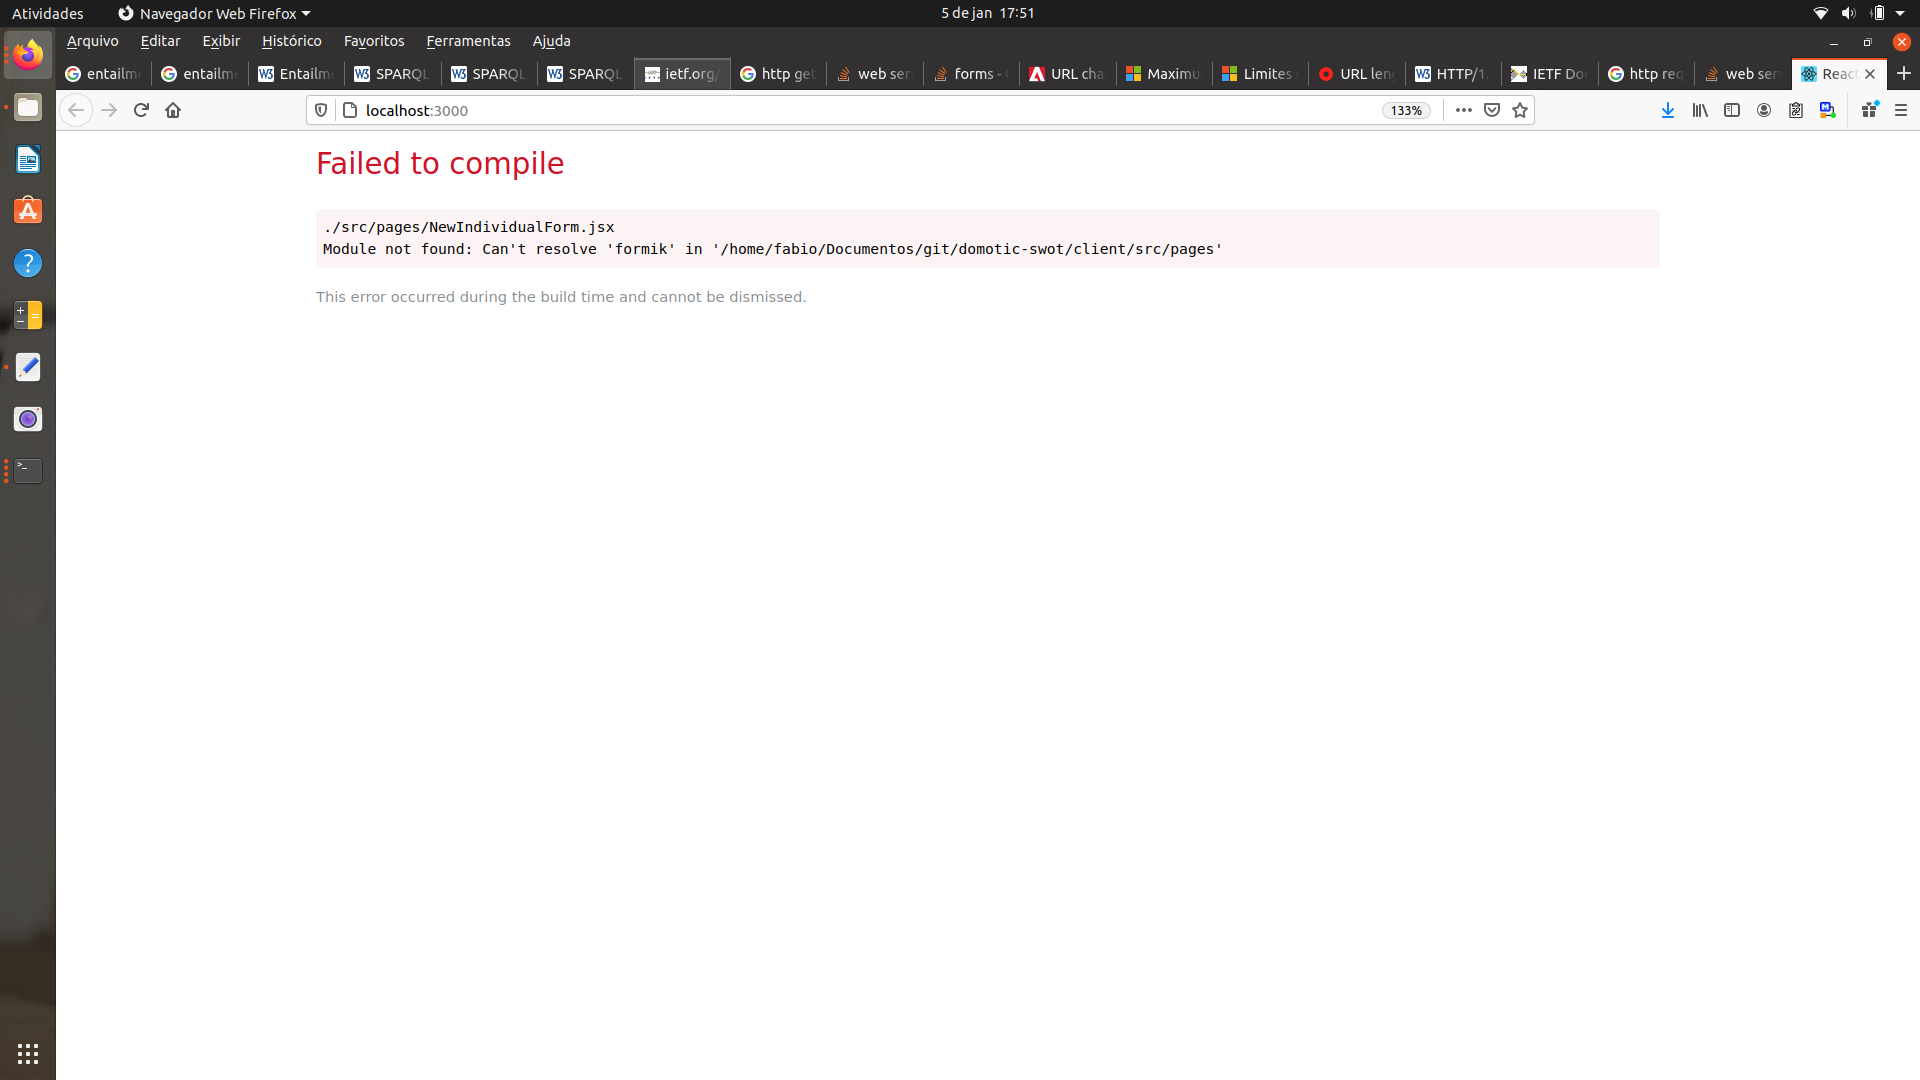 Atividades
Navegador Web Firefox
5 de jan 17:51
Arquivo Editar Exibir Histórico Favoritos Ferramentas Ajuda
entailm entailm Entailm SPARQL SPARQL SPARQL ietf.org/ http get web ser forms - URL cha Maximu Limites URL len HTTP/1. IETF Do http req web ser React
localhost:3000
133%
Failed to compile
./src/pages/NewIndividualForm.jsx
Module not found: Can't resolve 'formik' in '/home/fabio/Documentos/git/domotic-swot/client/src/pages'
This error occurred during the build time and cannot be dismissed.